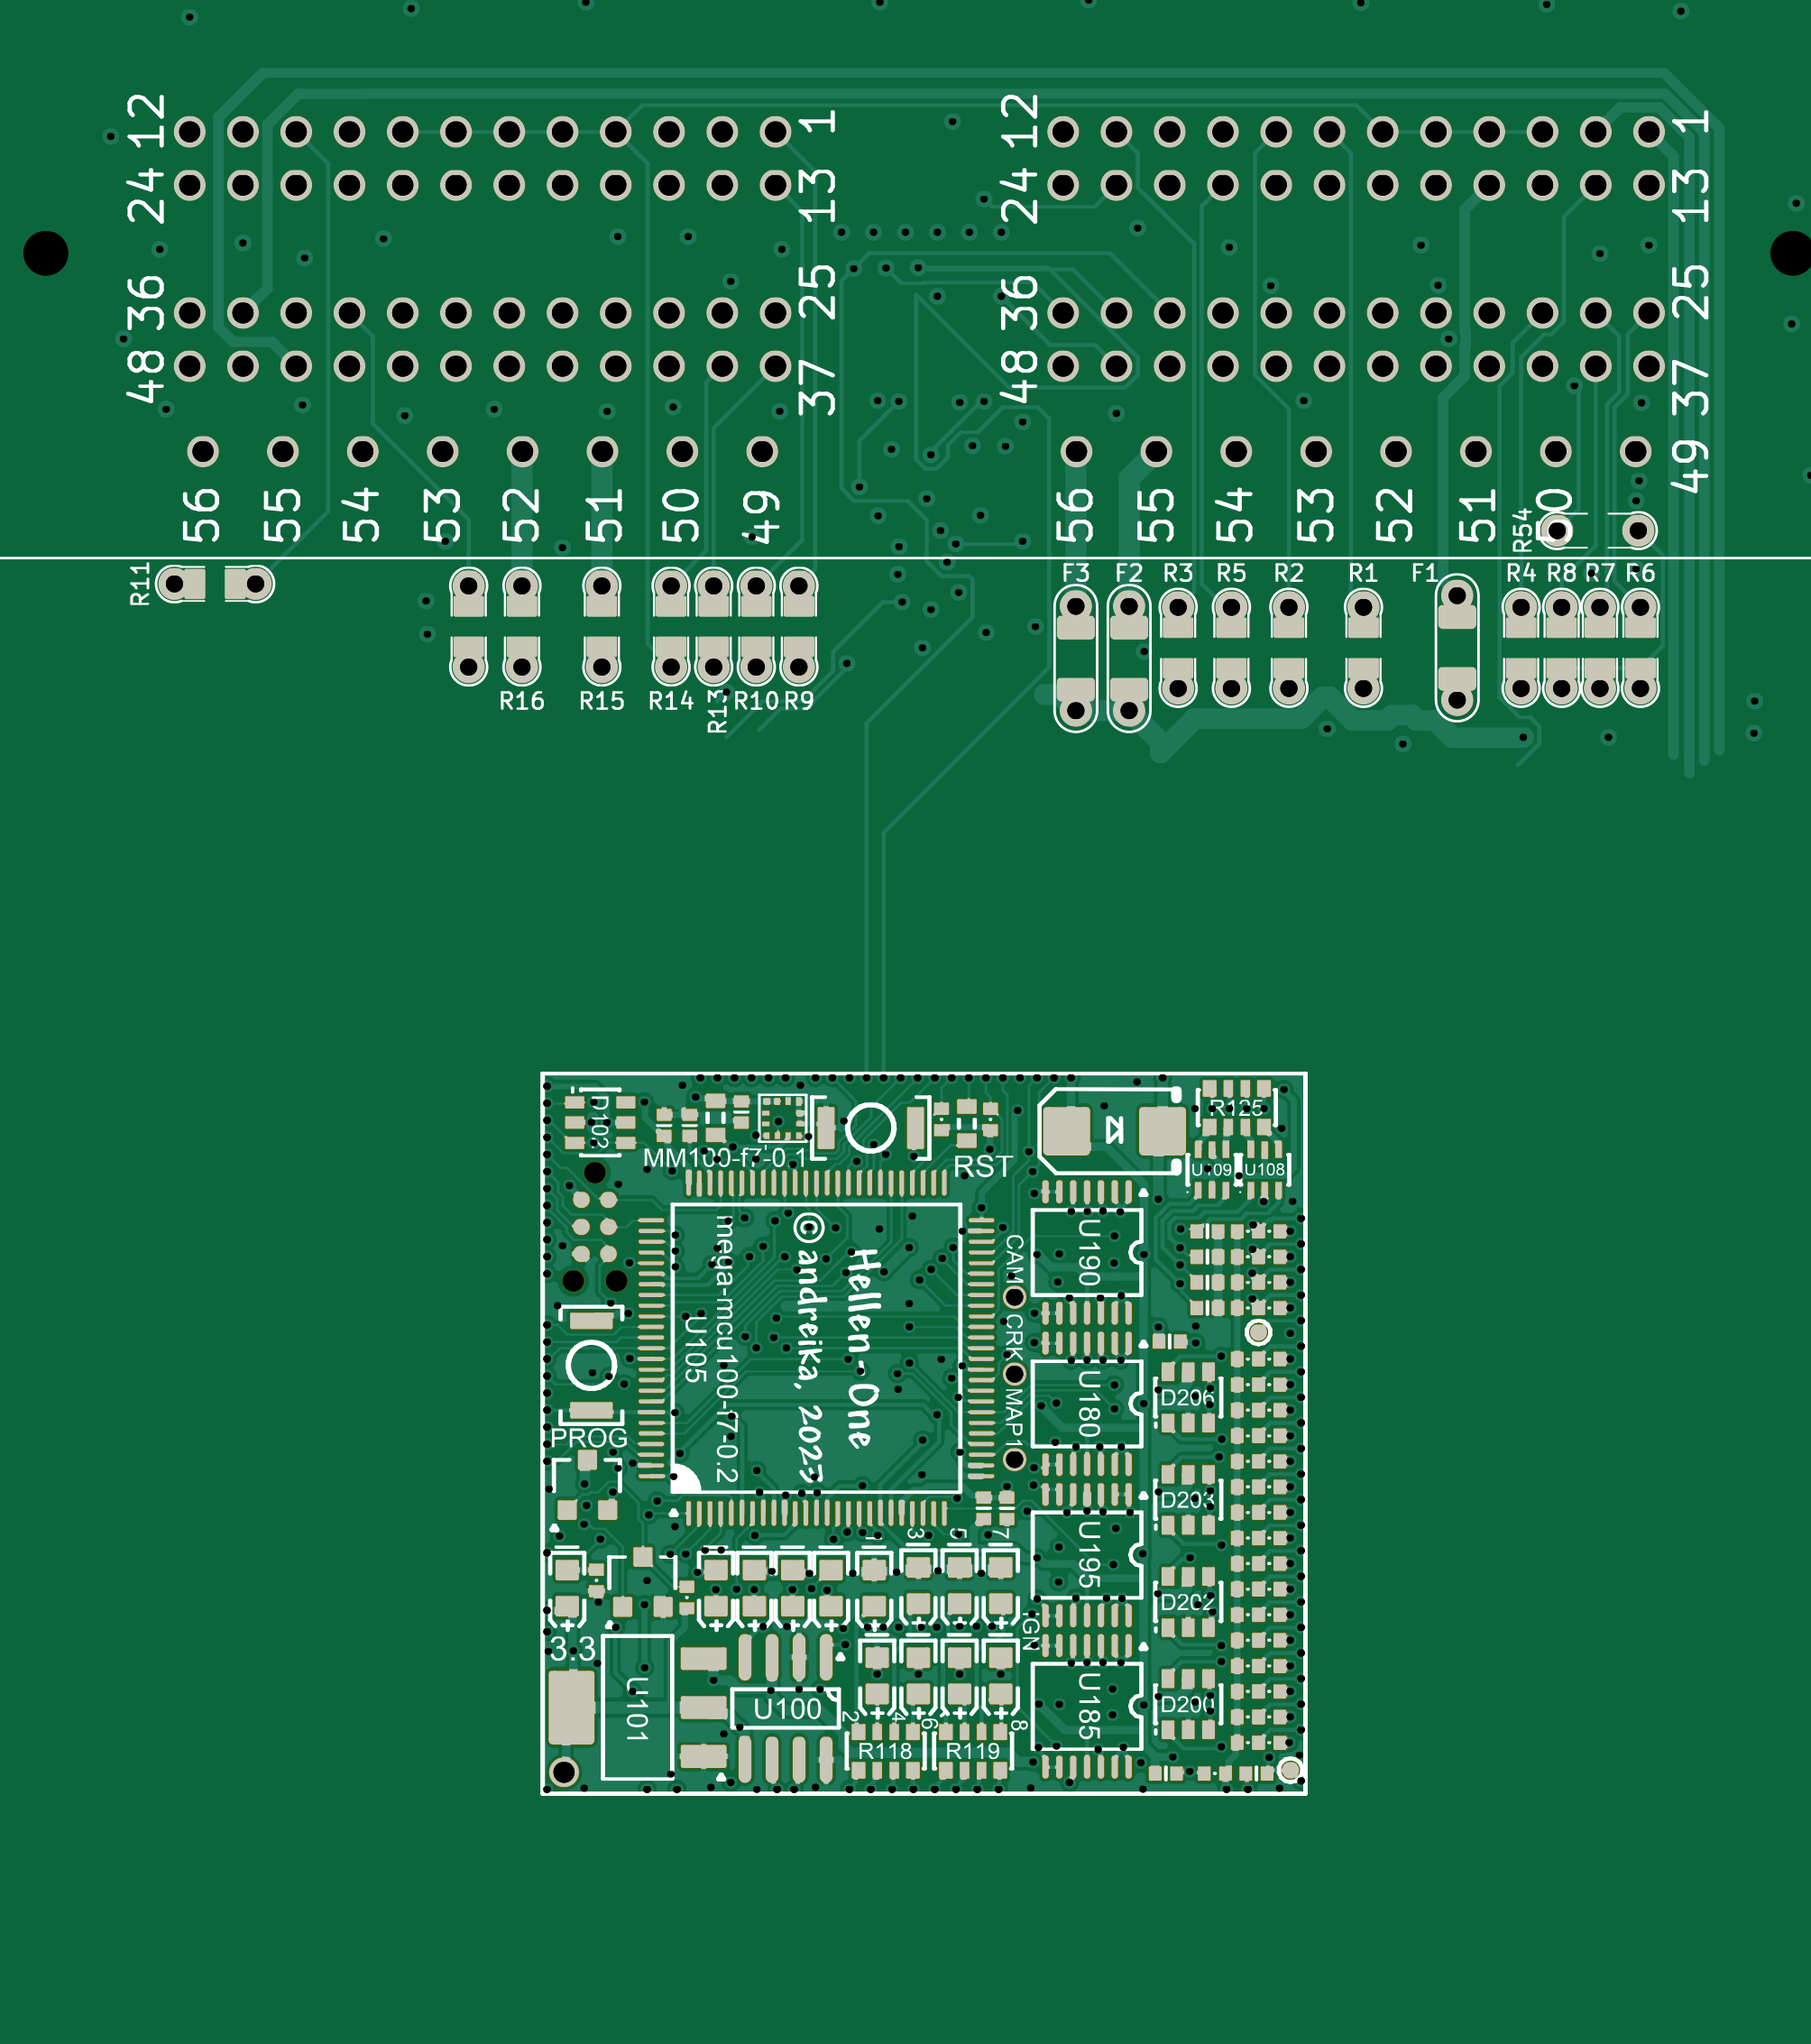 12
1
12
1
24
13
24
13
36
25
36
25
48
37
48
37
56
55
54
53
52
51
50
49
56
55
54
53
52
51
49
R54
R11
F3
F2
R3
R5
R2
R1
F1
R4
R8
R7
R6
R16
R15
R14
R13
R10
R9
D102
MM100-f7-0.1
RST
R125
U109
U108
mega-mcu100-f7-0.2
U105
© andreika, 2023
Hellen-One
CAM
CRK
MAP1
U190
U180
U195
U185
PROG
D206
D203
D202
D200
1
3
5
7
IGN
3.3
U101
U100
2
4
6
8
R118
R119